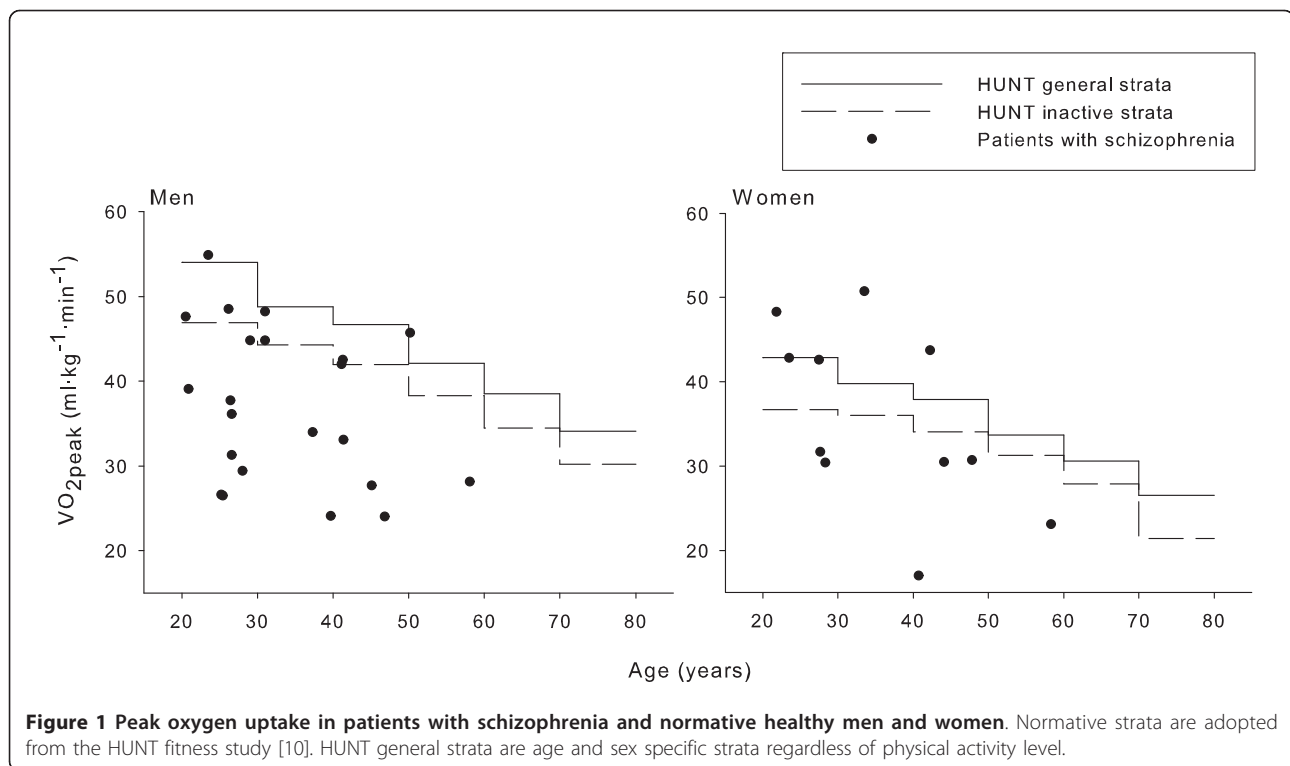 HUNT general strata
HUNT inactive strata
Patients with schizophrenia
Men
60
50
40
30
20
VO2peak (ml·kg-1·min-1)
20 30 40 50 60 70 80
Women
60
50
40
30
20
20 30 40 50 60 70 80
Age (years)
Figure 1 Peak oxygen uptake in patients with schizophrenia and normative healthy men and women. Normative strata are adopted
from the HUNT fitness study [10]. HUNT general strata are age and sex specific strata regardless of physical activity level.